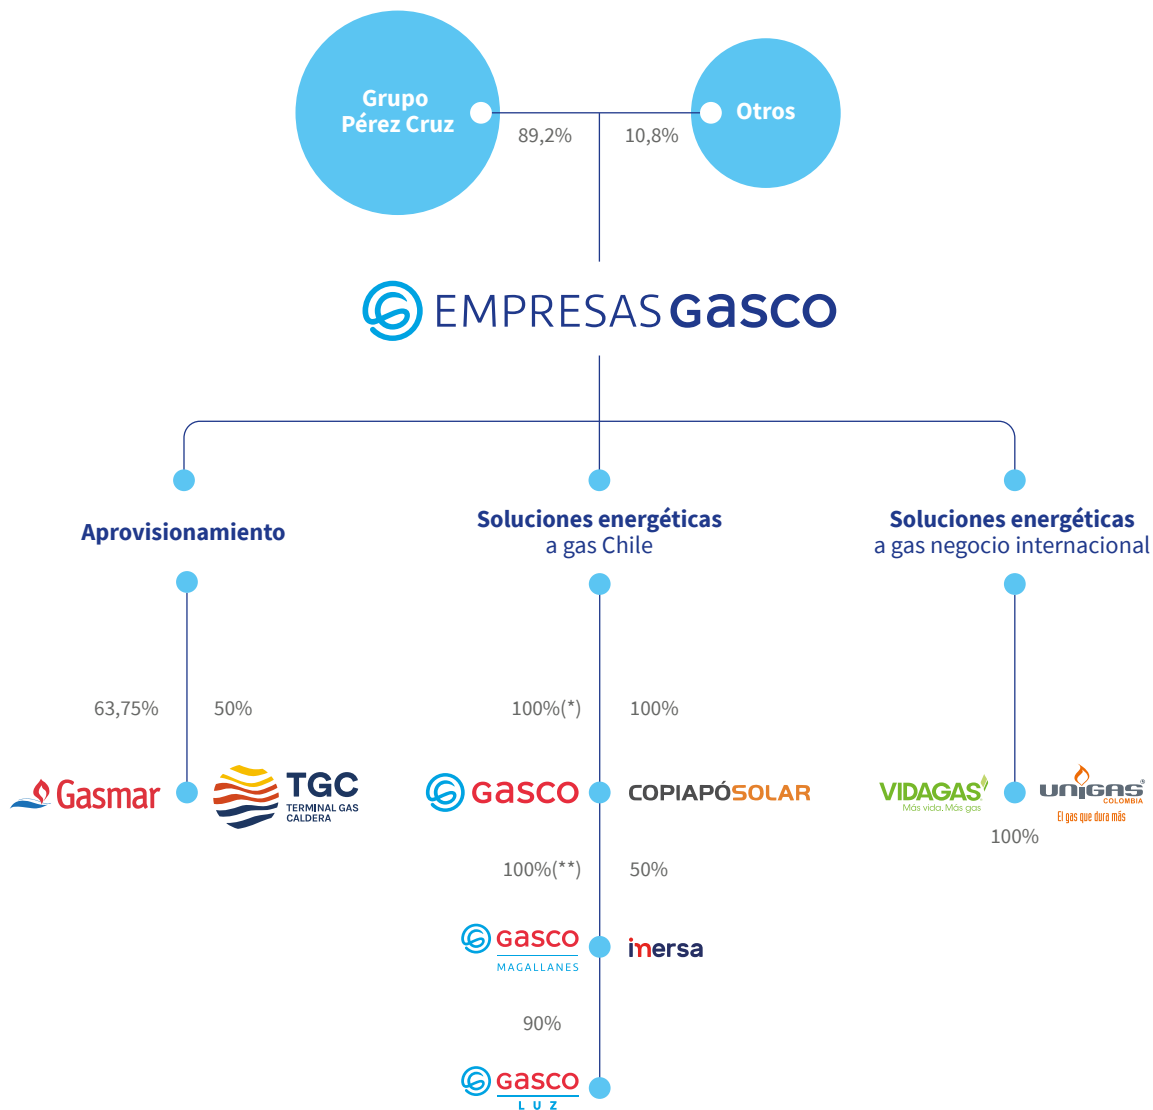 Grupo
Pérez Cruz
Otros
89,2%
10,8%
EMPRESAS GASCO
Aprovisionamiento
Soluciones energéticas
a gas Chile
Soluciones energéticas
a gas negocio internacional
63,75%
50%
Gasmar
TGC
TERMINAL GAS
CALDERA
100%(*)
100%
GASCO
COPIAPÓSOLAR
100%(**)
50%
GASCO
MAGALLANES
inersa
90%
GASCO
LUZ
VIDAGAS
Más vida, Más gas
UNIGAS
COLOMBIA
El gas que dura más
100%